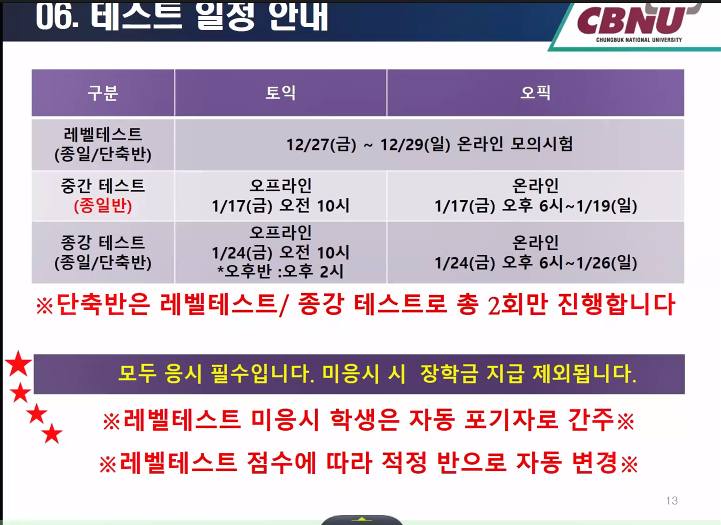 06. 테스트 일정 안내
CBNU
CHUNGBUK NATIONAL UNIVERSITY
구분 토익 오픽
레벨테스트
(종일/단축반)
12/27(금) ~ 12/29(일) 온라인 모의시험
중간 테스트
(종일반)
오프라인
1/17(금) 오전 10시
온라인
1/17(금) 오후 6시~1/19(일)
종강 테스트
(종일/단축반)
오프라인
1/24(금) 오전 10시
*오후반 :오후 2시
온라인
1/24(금) 오후 6시~1/26(일)
※단축반은 레벨테스트/ 종강 테스트로 총 2회만 진행합니다
모두 응시 필수입니다. 미응시 시 장학금 지급 제외됩니다.
※레벨테스트 미응시 학생은 자동 포기자로 간주※
※레벨테스트 점수에 따라 적정 반으로 자동 변경※
13